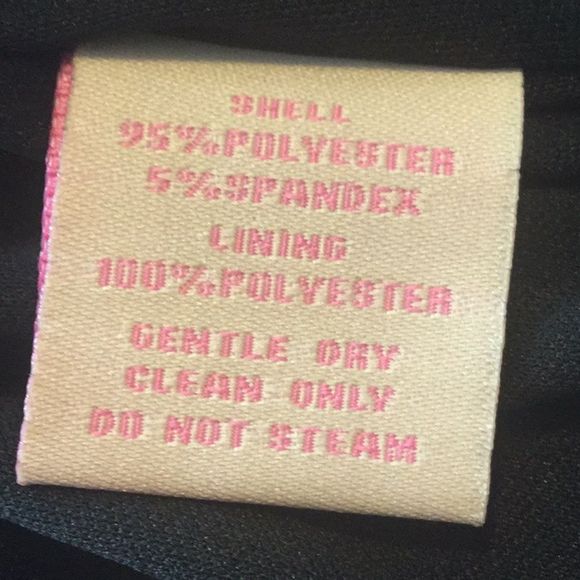 SHELL
95%POLYESTER
5%SPANDEX
LINING
100%POLYESTER
GENTLE DRY
CLEAN ONLY
DO NOT STEAM